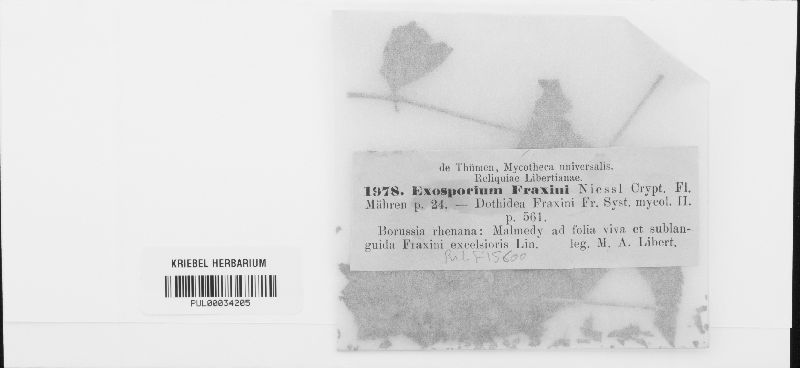 de Thümen, Mycotheca universalis.
Reliquiae Libertianae.
1978. Exosporium Fraxini Niessl Crypt. Fl.
Mähren p. 24. — Dothidea Fraxini Fr. Syst. mycol. II.
p. 561.
Borussia rhenana: Malmedy ad folia viva et sublan-
guida Fraxini excelsioris Lin. leg. M. A. Libert.
PUL F15600
KRIEBEL HERBARIUM
PUL00034205